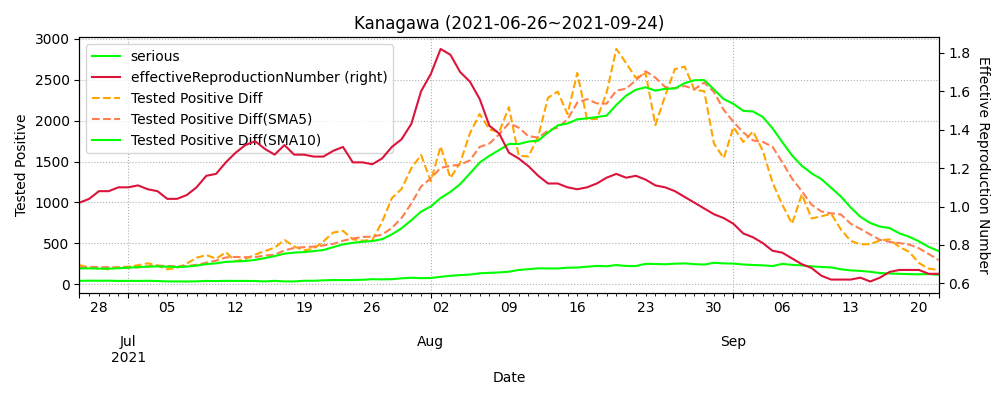 Kanagawa (2021-06-26~2021-09-24)
serious
effectiveReproductionNumber (right)
Tested Positive Diff
Tested Positive Diff(SMA5)
Tested Positive Diff(SMA10)
Tested Positive
3000
2500
2000
1500
1000
500
0
Effective Reproduction Number
1.8
1.6
1.4
1.2
1.0
0.8
0.6
28 05 12 19 26 02 09 16 23 30 06 13 20
Jul Aug Sep
2021
Date